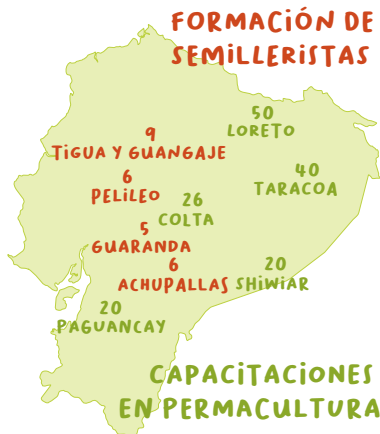 FORMACIÓN DE
SEMILLERISTAS
50
LORETO
9
TIGUA Y GUANGAJE
40
TARACOA
6
PELILEO
26
COLTA
5
GUARANDA
6
ACHUPALLAS
20
SHIWIAR
20
PAGUANCAY
CAPACITACIONES
EN PERMACULTURA